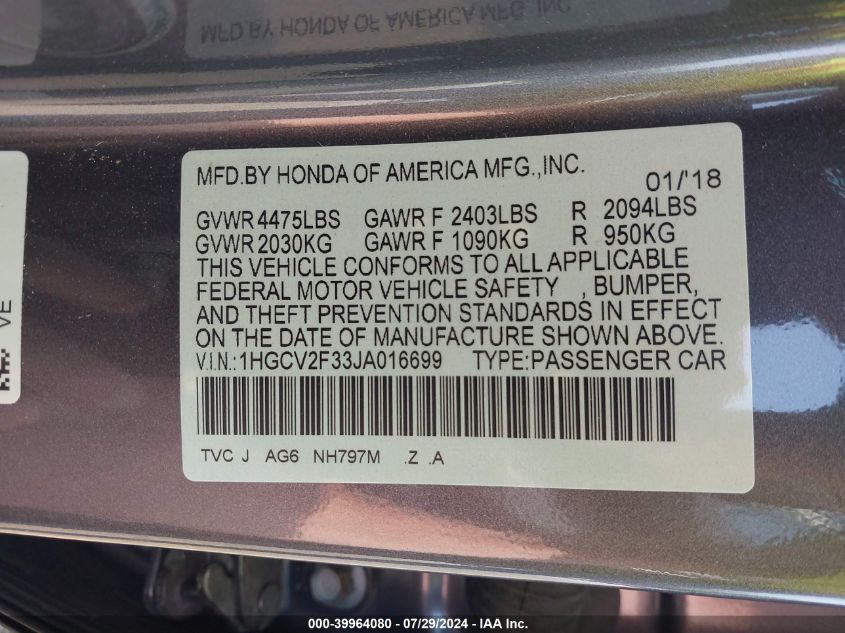 MFD.BY HONDA OF AMERICA MFG., INC.
MFD.BY HONDA OF AMERICA MFG.,INC. 01/'18
GVWR 4475LBS GAWR F 2403LBS R 2094LBS
GVWR 2030KG GAWR F 1090KG R 950KG
THIS VEHICLE CONFORMS TO ALL APPLICABLE
FEDERAL MOTOR VEHICLE SAFETY , BUMPER,
AND THEFT PREVENTION STANDARDS IN EFFECT
ON THE DATE OF MANUFACTURE SHOWN ABOVE.
V.I.N.:1HGCV2F33JA016699 TYPE:PASSENGER CAR
TVC J AG6 NH797M .Z .A
VE
000-39964080 - 07/29/2024 - IAA Inc.